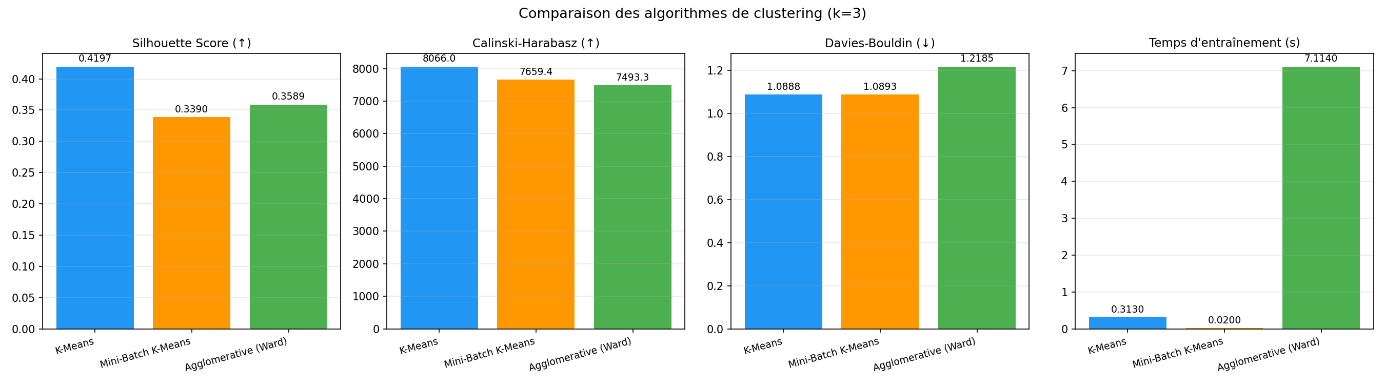 Comparaison des algorithmes de clustering (k=3)
Silhouette Score (↑)
0.4197
0.3390
0.3589
0.40
0.35
0.30
0.25
0.20
0.15
0.10
0.05
0.00
K-Means
Mini-Batch K-Means
Agglomerative (Ward)
Calinski-Harabasz (↑)
8066.0
7659.4
7493.3
8000
7000
6000
5000
4000
3000
2000
1000
0
K-Means
Mini-Batch K-Means
Agglomerative (Ward)
Davies-Bouldin (↓)
1.0888
1.0893
1.2185
1.2
1.0
0.8
0.6
0.4
0.2
0.0
K-Means
Mini-Batch K-Means
Agglomerative (Ward)
Temps d'entraînement (s)
0.3130
0.0200
7.1140
7
6
5
4
3
2
1
0
K-Means
Mini-Batch K-Means
Agglomerative (Ward)